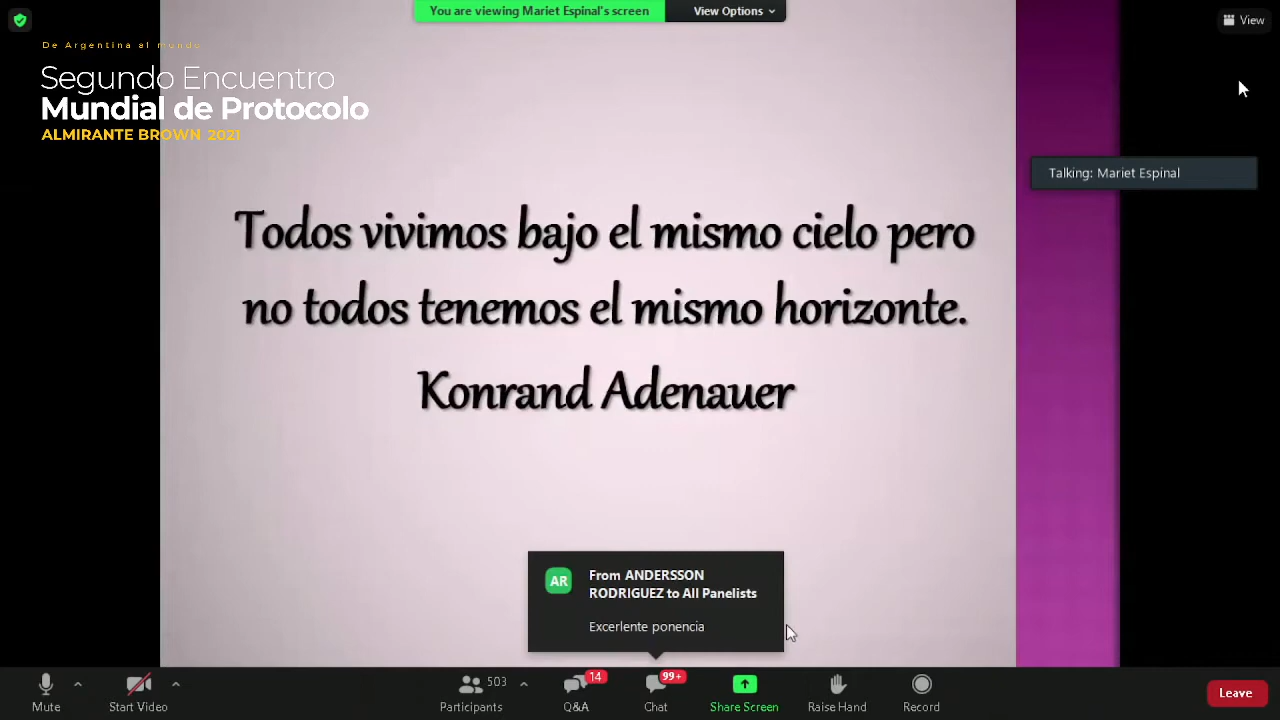 You are viewing Mariet Espinal's screen
View Options
View
De Argentina al mundo
Segundo Encuentro
Mundial de Protocolo
ALMIRANTE BROWN 2021
Talking: Mariet Espinal
Todos vivimos bajo el mismo cielo pero
no todos tenemos el mismo horizonte.
Konrand Adenauer
AR
From ANDERSSON
RODRIGUEZ to All Panelists
Excerlente ponencia
Mute
Start Video
503
Participants
14
Q&A
99+
Chat
Share Screen
Raise Hand
Record
Leave